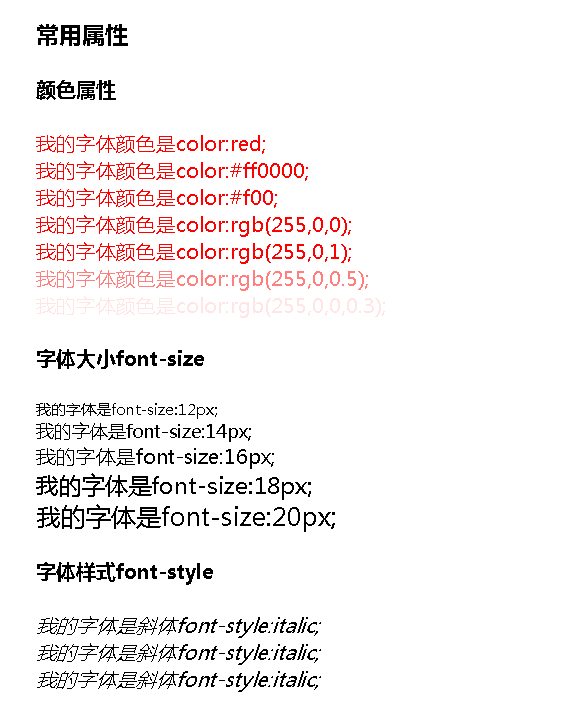 常用属性
颜色属性
我的字体颜色是color:red;
我的字体颜色是color:#ff0000;
我的字体颜色是color:#f00;
我的字体颜色是color:rgb(255,0,0);
我的字体颜色是color:rgb(255,0,1);
我的字体颜色是color:rgb(255,0,0.5);
我的字体颜色是color:rgb(255,0,0,0.3);
字体大小font-size
我的字体是font-size:12px;
我的字体是font-size:14px;
我的字体是font-size:16px;
我的字体是font-size:18px;
我的字体是font-size:20px;
字体样式font-style
我的字体是斜体font-style:italic;
我的字体是斜体font-style:italic;
我的字体是斜体font-style:italic;